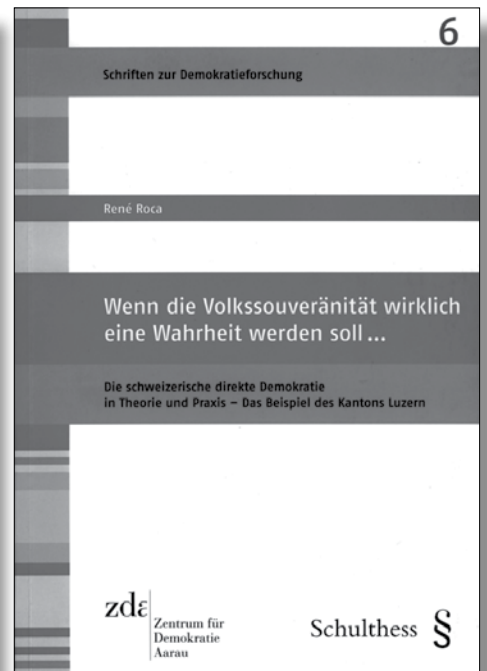 6
Schriften zur Demokratieforschung
René Roca
Wenn die Volkssouveränität wirklich
eine Wahrheit werden soll ...
Die schweizerische direkte Demokratie
in Theorie und Praxis – Das Beispiel des Kantons Luzern
zda
Zentrum für
Demokratie
Aarau
Schulthess §